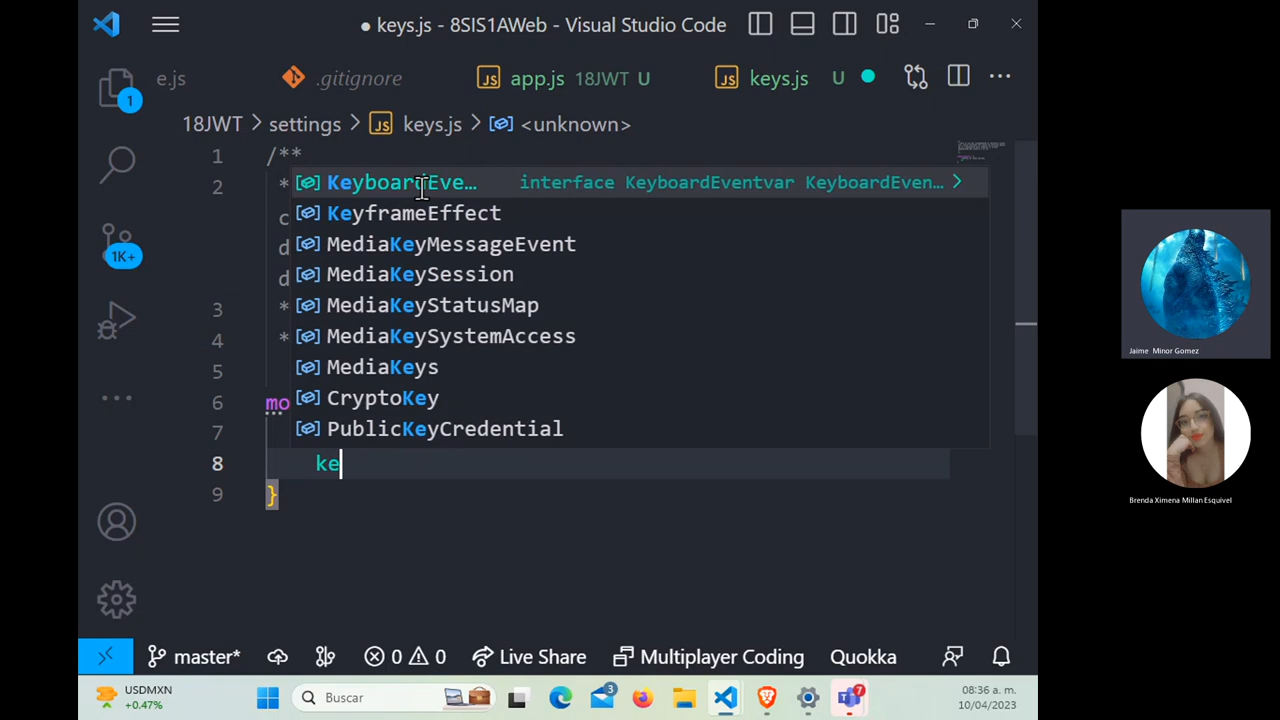 ● keys.js - 8SIS1AWeb - Visual Studio Code
e.js .gitignore app.js 18JWT U keys.js U
18JWT > settings > keys.js > <unknown>
1 /**
KeyboardEve… interface KeyboardEventvar KeyboardEven…
2 *
KeyframeEffect
c
MediaKeyMessageEvent
d
MediaKeySession
d
MediaKeyStatusMap
3 *
MediaKeySystemAccess
4 *
MediaKeys
5
CryptoKey
6 mo
PublicKeyCredential
7
8 ke
9 }
1
1K+
Jaime Minor Gomez
Brenda Ximena Millan Esquivel
master* 0 0 Live Share Multiplayer Coding Quokka
USDMXN
+0.47%
Buscar
3
7
08:36 a. m.
10/04/2023